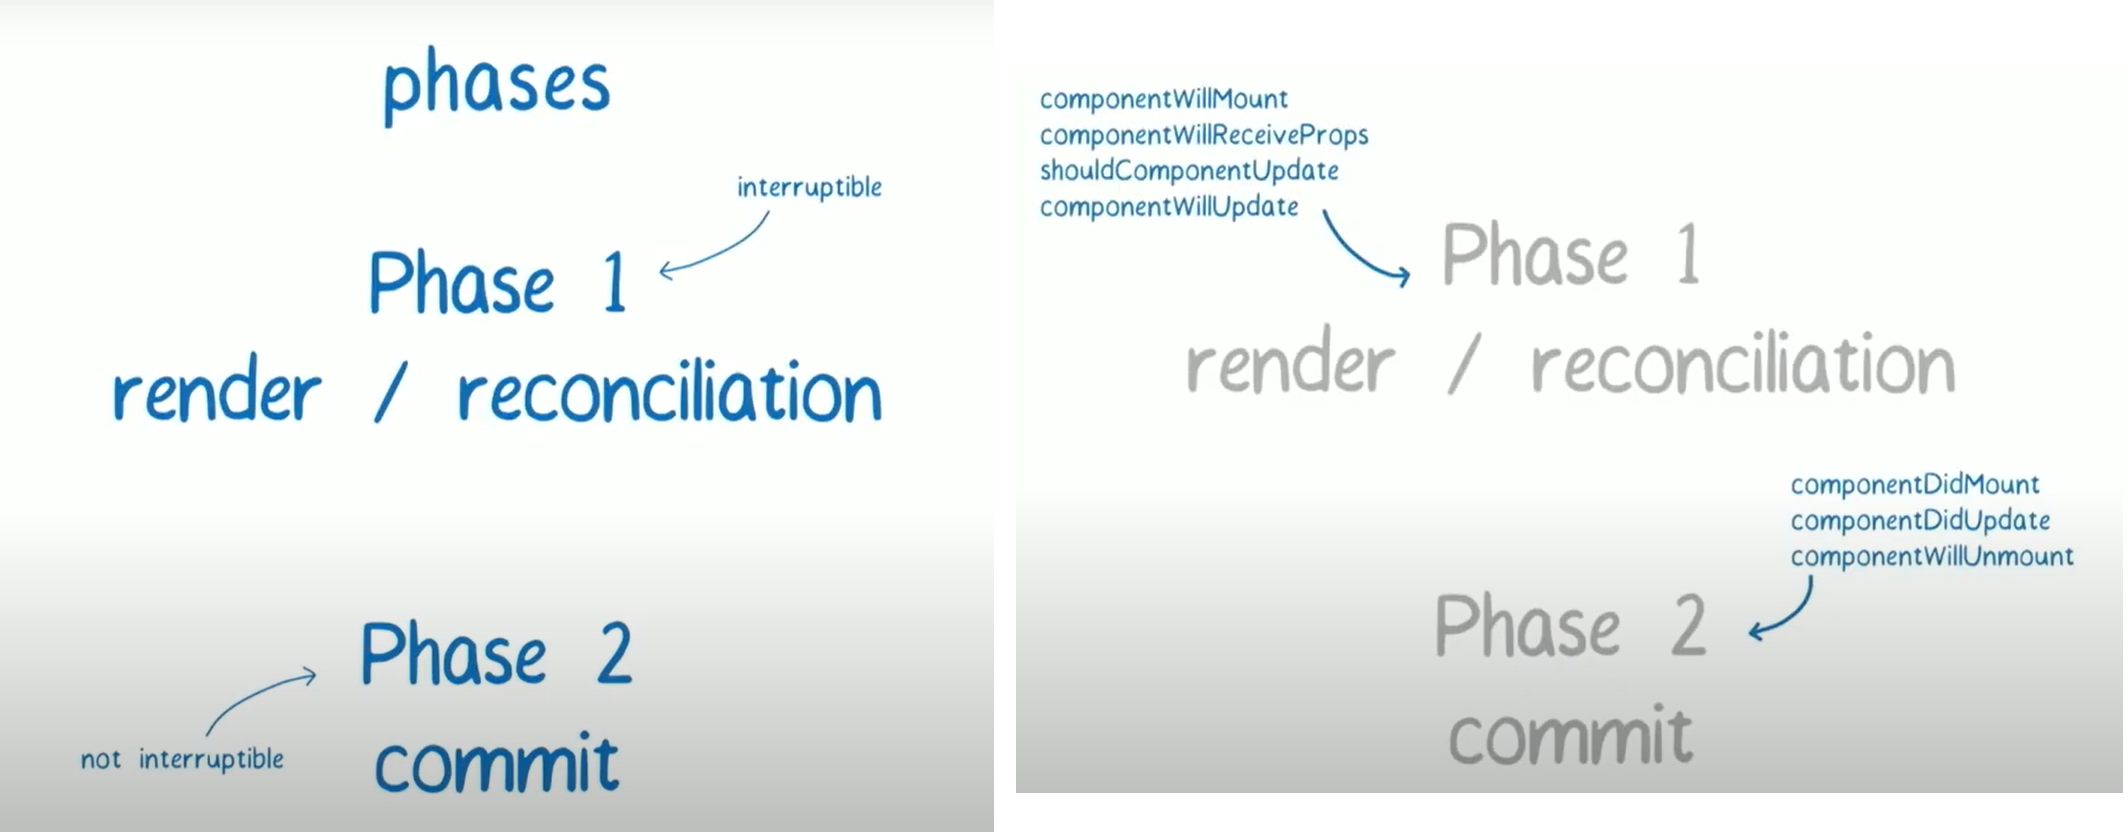 phases
interruptible
Phase 1
render / reconciliation
Phase 2
not interruptible
commit
componentWillMount
componentWillReceiveProps
shouldComponentUpdate
componentWillUpdate
Phase 1
render / reconciliation
componentDidMount
componentDidUpdate
componentWillUnmount
Phase 2
commit